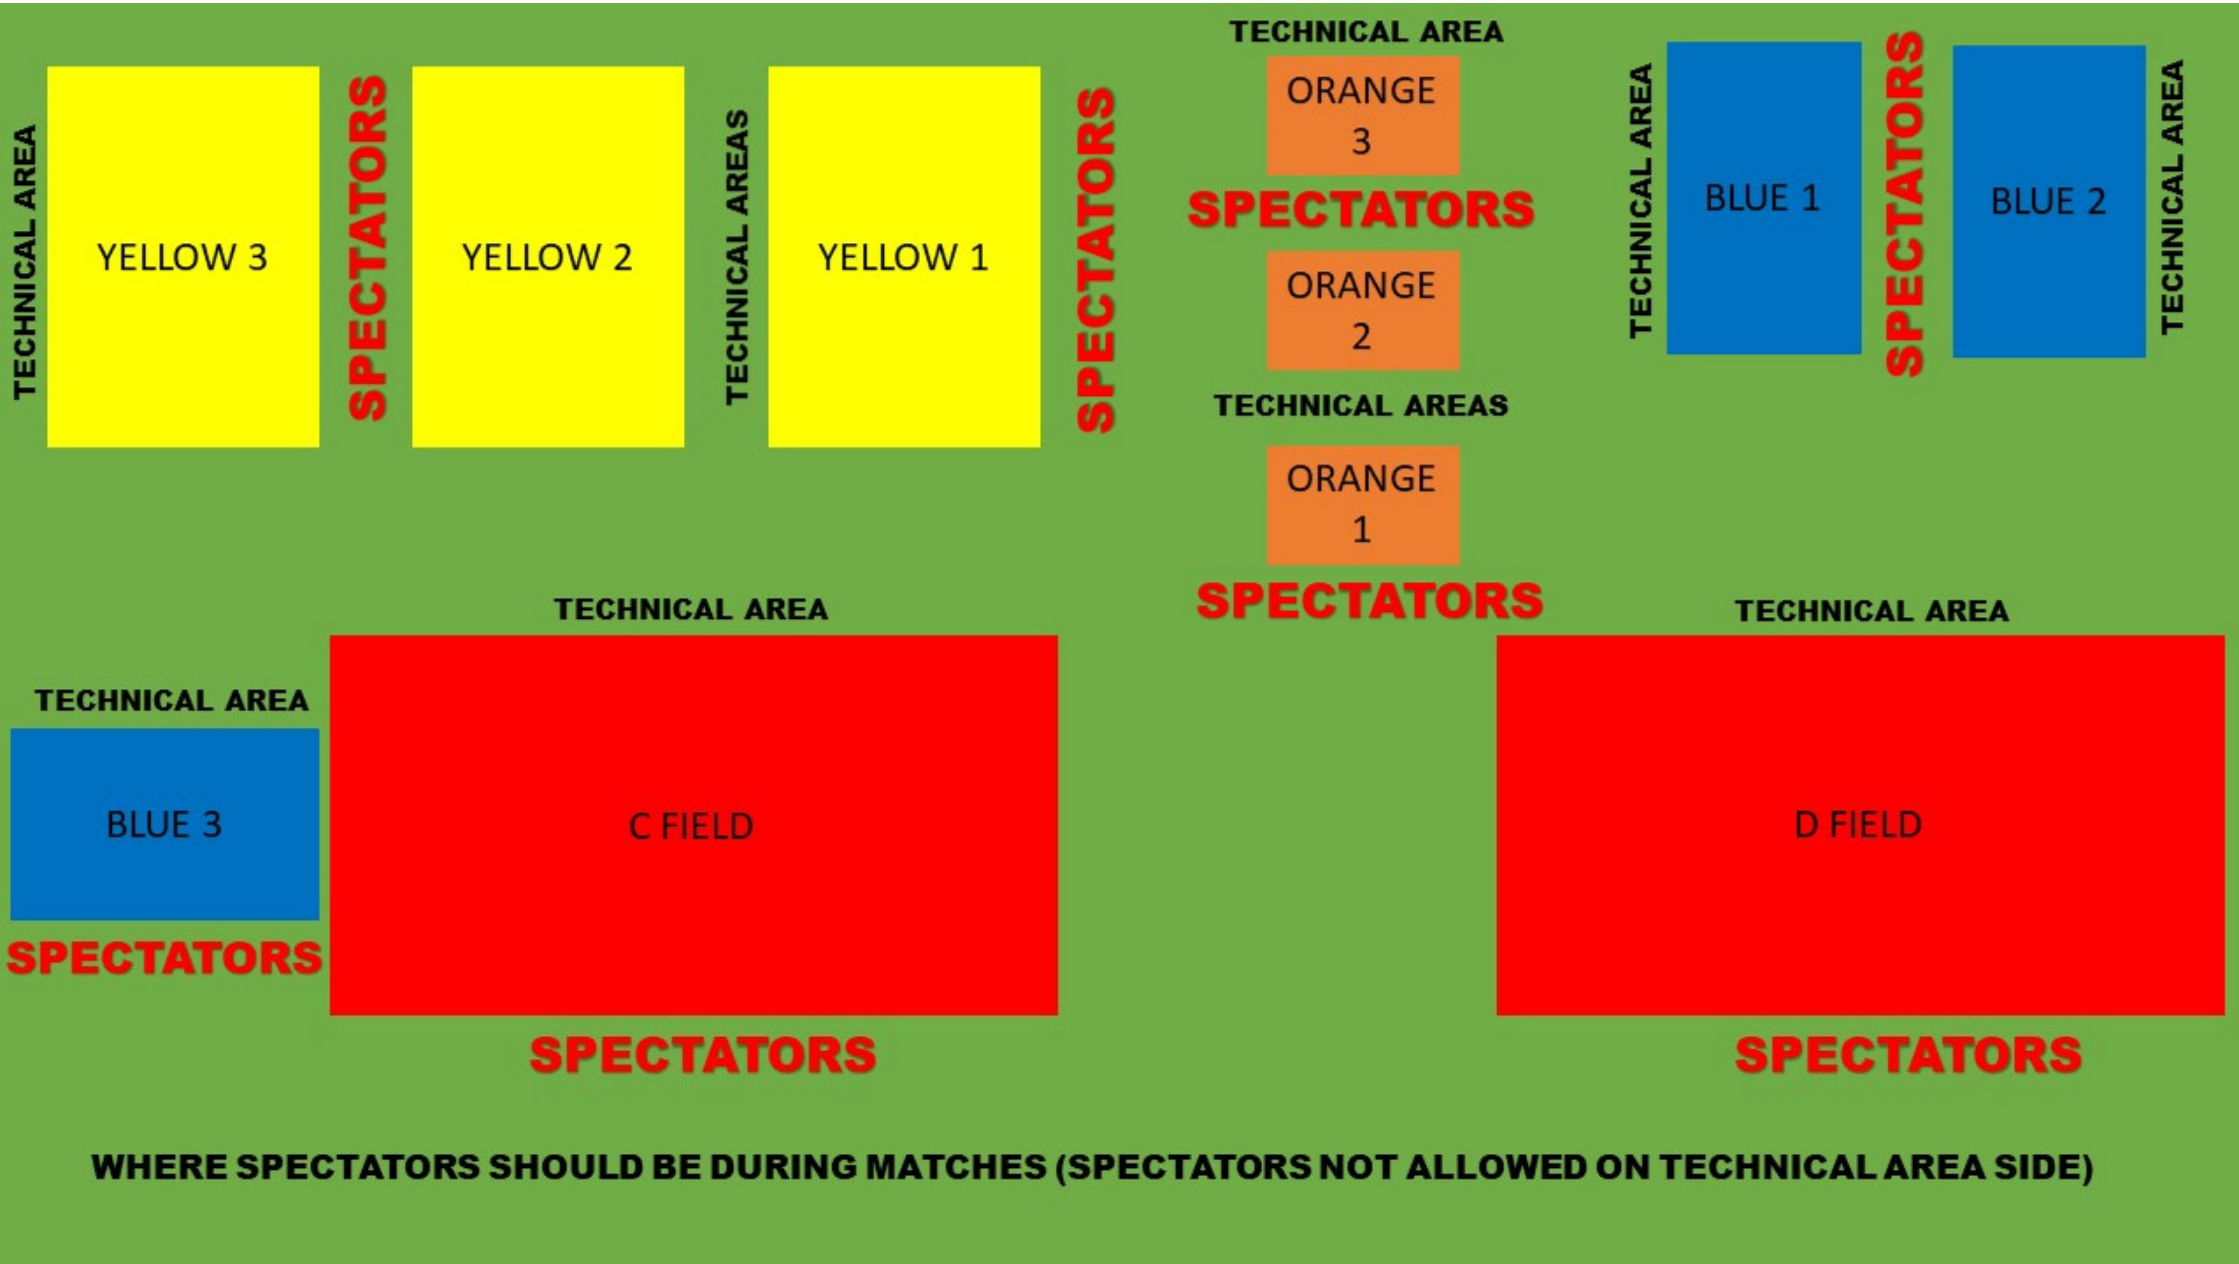 TECHNICAL AREA
YELLOW 3
SPECTATORS
YELLOW 2
TECHNICAL AREAS
YELLOW 1
SPECTATORS
TECHNICAL AREA
ORANGE
3
SPECTATORS
ORANGE
2
TECHNICAL AREAS
ORANGE
1
SPECTATORS
TECHNICAL AREA
BLUE 1
SPECTATORS
BLUE 2
TECHNICAL AREA
TECHNICAL AREA
BLUE 3
SPECTATORS
TECHNICAL AREA
C FIELD
SPECTATORS
TECHNICAL AREA
D FIELD
SPECTATORS
WHERE SPECTATORS SHOULD BE DURING MATCHES (SPECTATORS NOT ALLOWED ON TECHNICAL AREA SIDE)